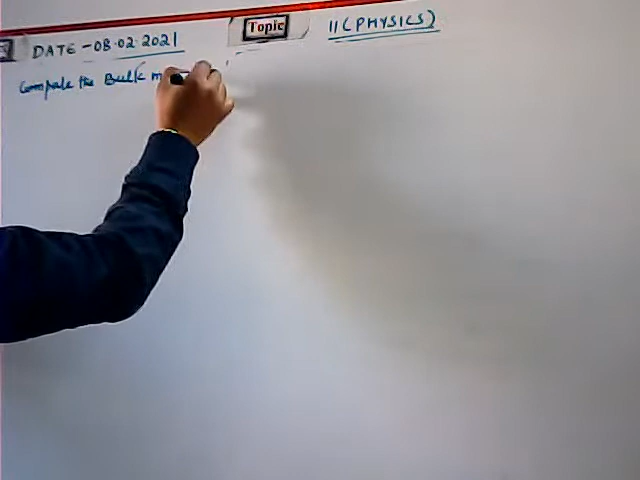 DATE - 08.02.2021 Topic 11 (PHYSICS)
Compute the Bulk m